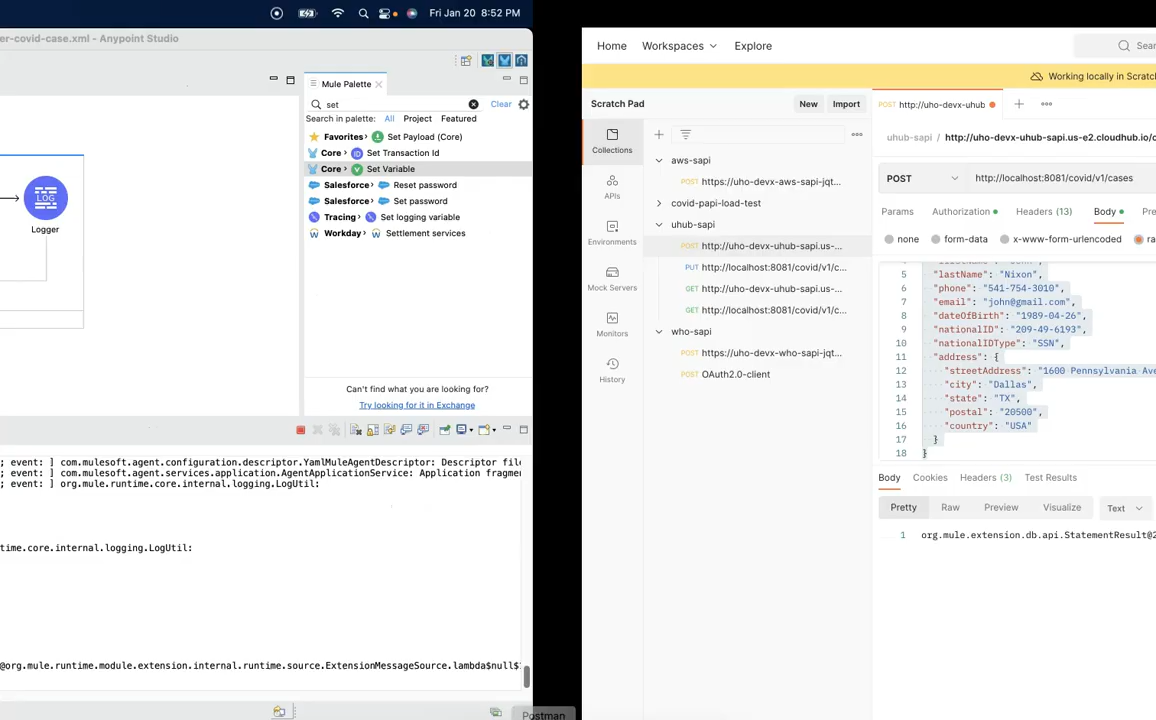 Fri Jan 20 8:52 PM
er-covid-case.xml - Anypoint Studio
Mule Palette
set
Clear
Search in palette: All Project Featured
Favorites › Set Payload (Core)
Core › Set Transaction Id
Core › Set Variable
Salesforce › Reset password
Salesforce › Set password
Tracing › Set logging variable
Workday › Settlement services
Can't find what you are looking for?
Try looking for it in Exchange
LOG
Logger
; event: ] com.mulesoft.agent.configuration.descriptor.YamlMuleAgentDescriptor: Descriptor file
; event: ] com.mulesoft.agent.services.application.AgentApplicationService: Application fragmen
; event: ] org.mule.runtime.core.internal.logging.LogUtil:
time.core.internal.logging.LogUtil:
@org.mule.runtime.module.extension.internal.runtime.source.ExtensionMessageSource.lambda$null$
Postman
Home Workspaces Explore Sear
Working locally in Scratc
Scratch Pad New Import
Collections
APIs
Environments
Mock Servers
Monitors
History
aws-sapi
POST https://uho-devx-aws-sapi-jqt...
covid-papi-load-test
uhub-sapi
POST http://uho-devx-uhub-sapi.us-...
PUT http://localhost:8081/covid/v1/c...
GET http://uho-devx-uhub-sapi.us-...
GET http://localhost:8081/covid/v1/c...
who-sapi
POST https://uho-devx-who-sapi-jqt...
POST OAuth2.0-client
POST http://uho-devx-uhub
uhub-sapi / http://uho-devx-uhub-sapi.us-e2.cloudhub.io/c
POST http://localhost:8081/covid/v1/cases
Params Authorization Headers (13) Body Pre
none form-data x-www-form-urlencoded ra
5 "lastName": "Nixon",
6 "phone": "541-754-3010",
7 "email": "john@gmail.com",
8 "dateOfBirth": "1989-04-26",
9 "nationalID": "209-49-6193",
10 "nationalIDType": "SSN",
11 "address": {
12 "streetAddress": "1600 Pennsylvania Ave
13 "city": "Dallas",
14 "state": "TX",
15 "postal": "20500",
16 "country": "USA"
17 }
18 }
Body Cookies Headers (3) Test Results
Pretty Raw Preview Visualize Text
1 org.mule.extension.db.api.StatementResult@2